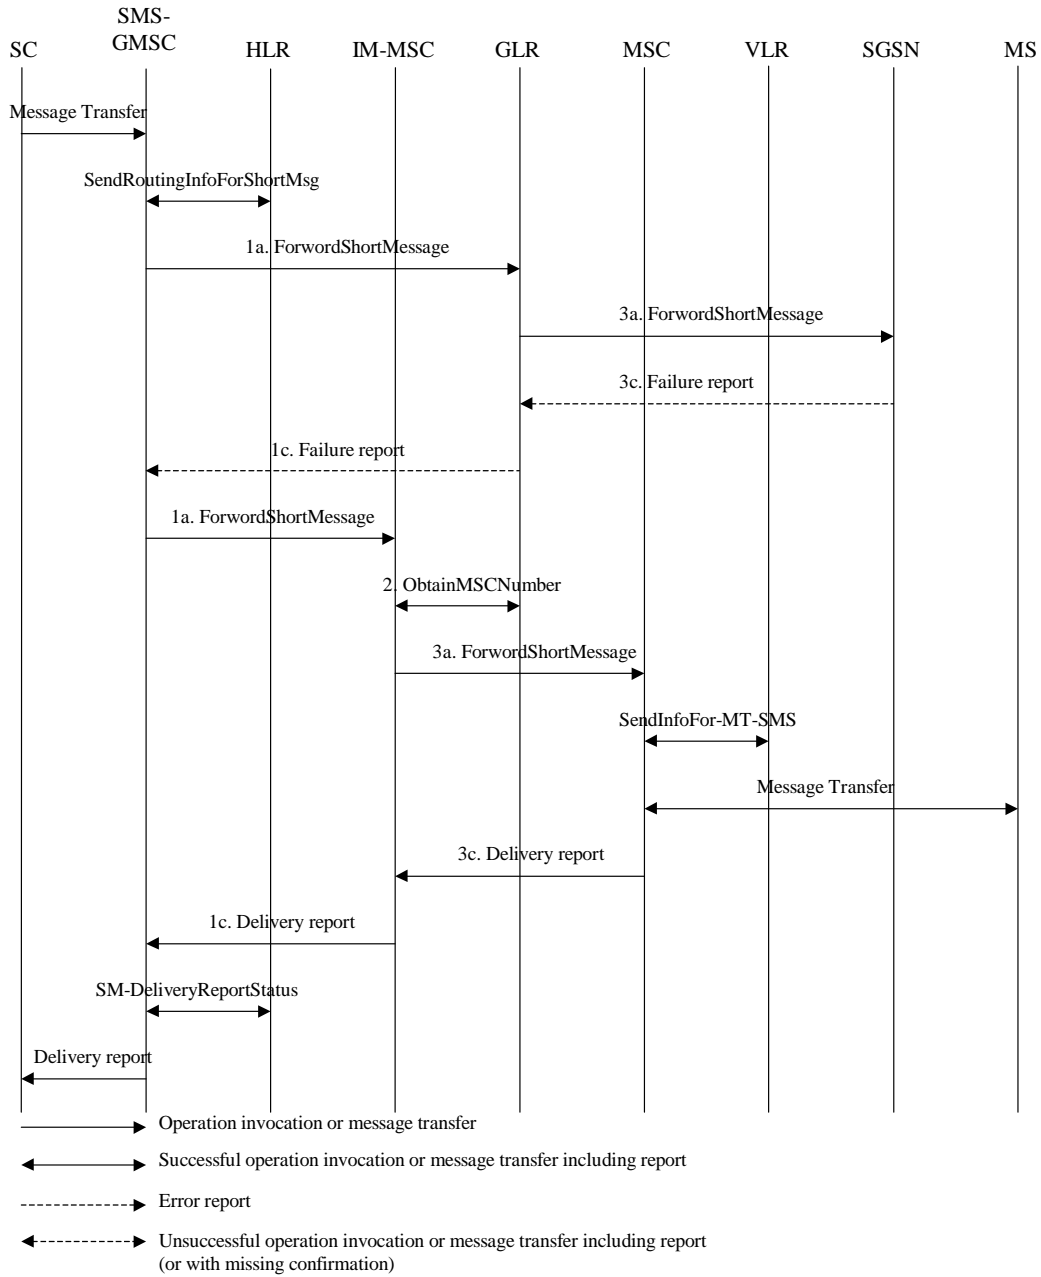 SMS-
GMSC
SC HLR IM-MSC GLR MSC VLR SGSN MS
Message Transfer
SendRoutingInfoForShortMsg
1a. ForwordShortMessage
3a. ForwordShortMessage
3c. Failure report
1c. Failure report
1a. ForwordShortMessage
2. ObtainMSCNumber
3a. ForwordShortMessage
SendInfoFor-MT-SMS
Message Transfer
3c. Delivery report
1c. Delivery report
SM-DeliveryReportStatus
Delivery report
Operation invocation or message transfer
Successful operation invocation or message transfer including report
Error report
Unsuccessful operation invocation or message transfer including report
(or with missing confirmation)